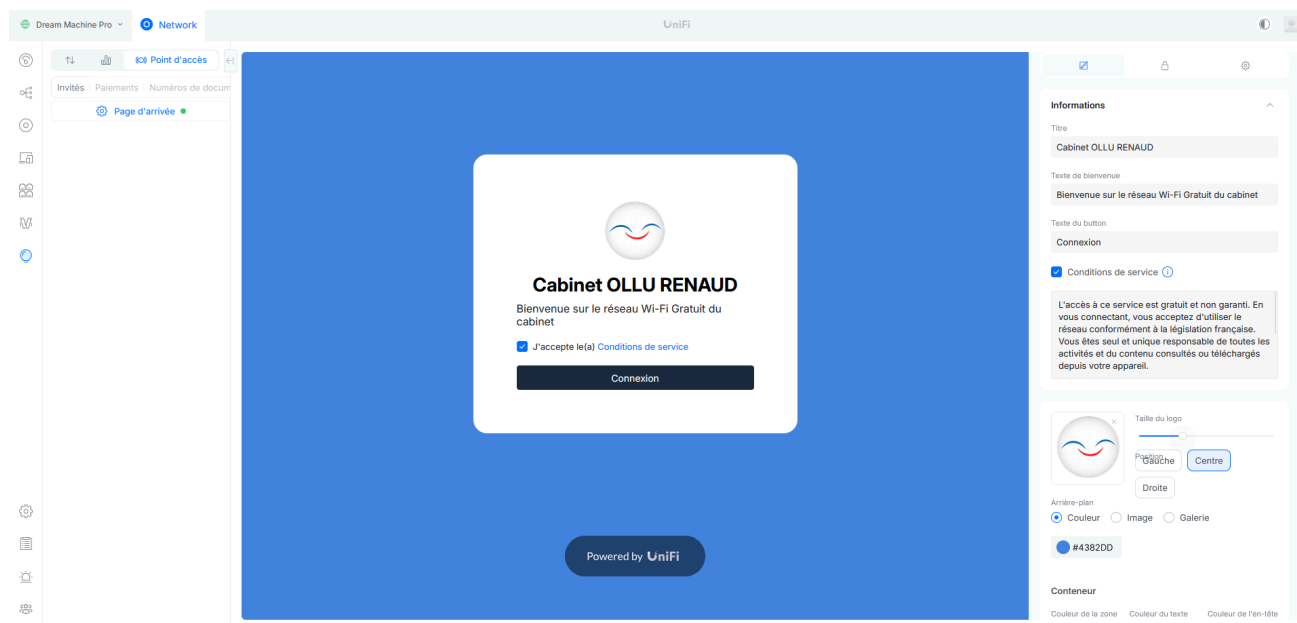 Dream Machine Pro
Network
UniFi
Point d'accès
Invités
Paiements
Numéros de docum
Page d'arrivée
Cabinet OLLU RENAUD
Bienvenue sur le réseau Wi-Fi Gratuit du
cabinet
J'accepte le(a) Conditions de service
Connexion
Powered by UniFi
Informations
Titre
Cabinet OLLU RENAUD
Texte de bienvenue
Bienvenue sur le réseau Wi-Fi Gratuit du cabinet
Texte du button
Connexion
Conditions de service
L'accès à ce service est gratuit et non garanti. En
vous connectant, vous acceptez d'utiliser le
réseau conformément à la législation française.
Vous êtes seul et unique responsable de toutes les
activités et du contenu consultés ou téléchargés
depuis votre appareil.
Taille du logo
Position
Gauche
Centre
Droite
Arrière-plan
Couleur
Image
Galerie
#4382DD
Conteneur
Couleur de la zone
Couleur du texte
Couleur de l'en-tête